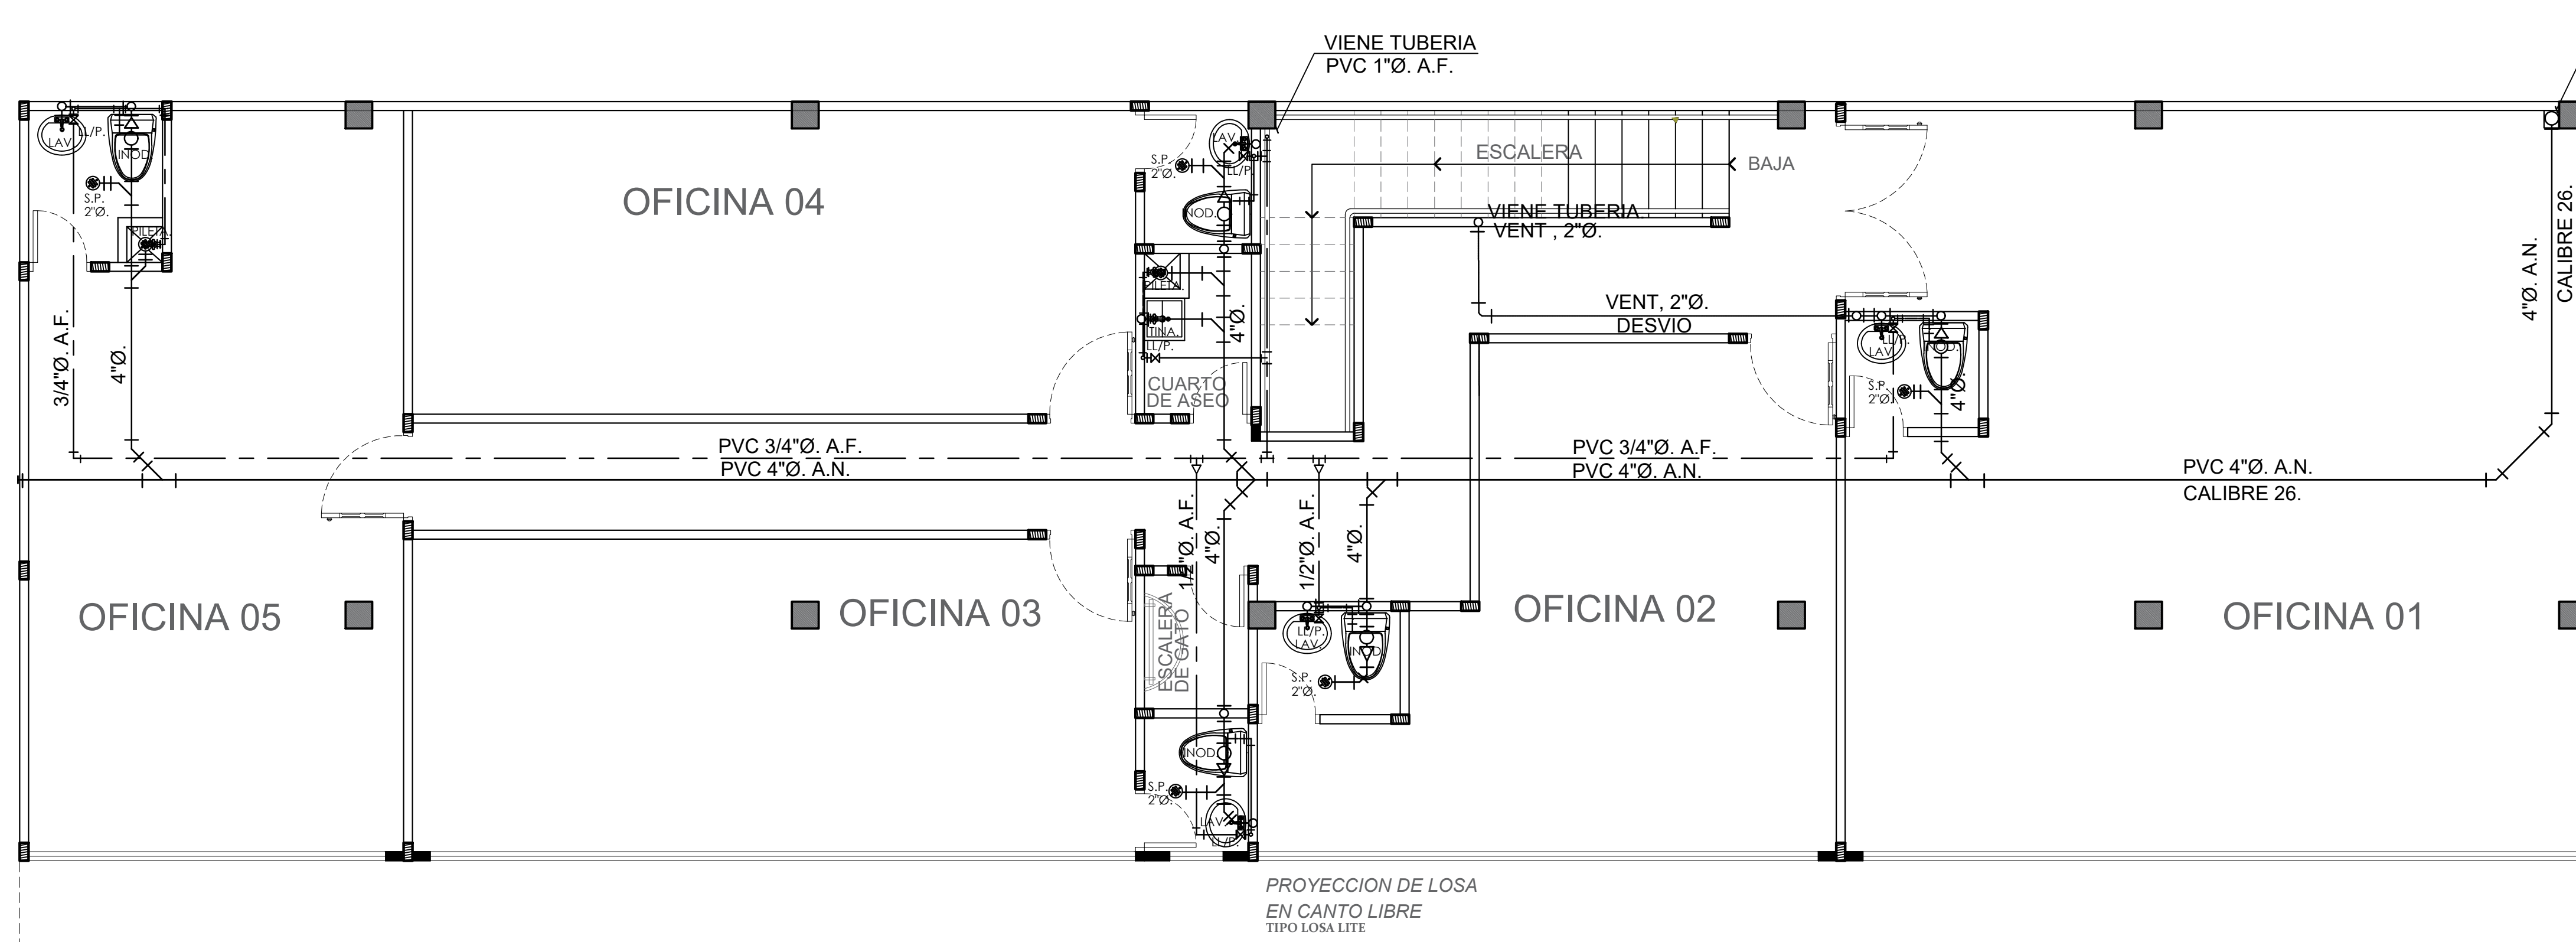 VIENE TUBERIA
PVC 1"Ø. A.F.
LAV.
LL/P.
INOD.
S.P.
2"Ø.
PILETA.
3/4"Ø. A.F.
4"Ø.
OFICINA 04
LAV.
S.P.
2"Ø.
LL/P.
INOD.
PILETA.
TINA.
LL/P.
4"Ø.
CUARTO
DE ASEO
ESCALERA
BAJA
VIENE TUBERIA.
VENT , 2"Ø.
VENT, 2"Ø.
DESVIO
LL/P.
LAV.
INOD.
S.P.
2"Ø.
4"Ø.
4"Ø. A.N.
CALIBRE 26.
PVC 3/4"Ø. A.F.
PVC 4"Ø. A.N.
PVC 3/4"Ø. A.F.
PVC 4"Ø. A.N.
PVC 4"Ø. A.N.
CALIBRE 26.
1/2"Ø. A.F.
4"Ø.
1/2"Ø. A.F.
4"Ø.
OFICINA 05
OFICINA 03
ESCALERA
DE GATO
LL/P.
LAV.
INOD.
S.P.
2"Ø.
OFICINA 02
OFICINA 01
INOD.
S.P.
2"Ø.
LAV.
LL/P.
PROYECCION DE LOSA
EN CANTO LIBRE
TIPO LOSA LITE